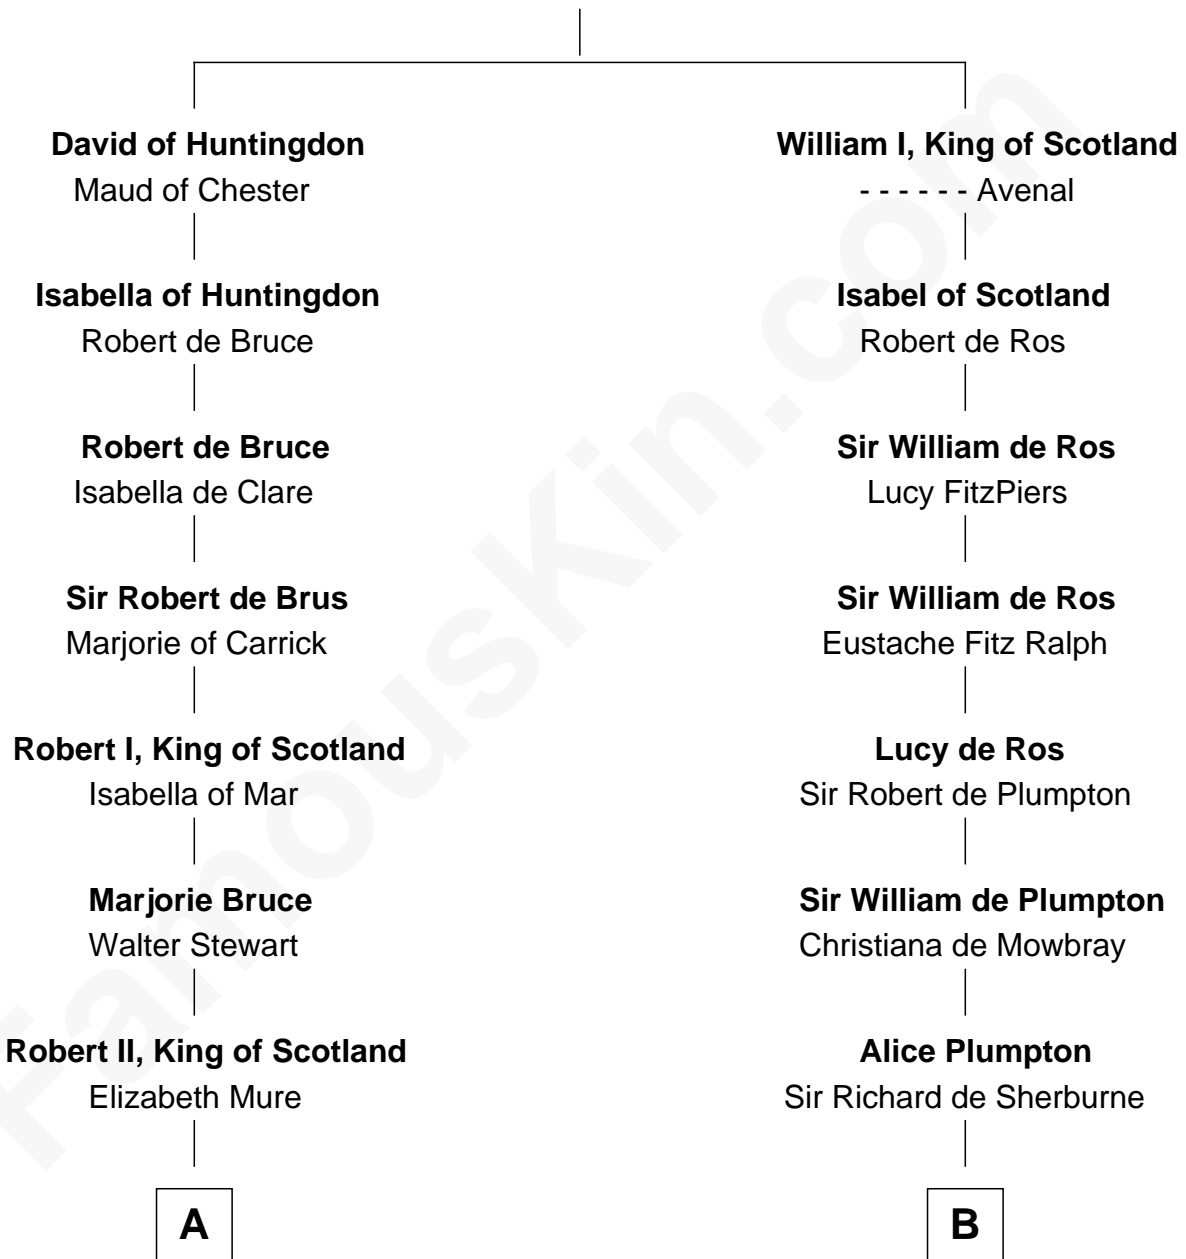 David of Huntingdon
Maud of Chester
Isabella of Huntingdon
Robert de Bruce
Robert de Bruce
Isabella de Clare
Sir Robert de Brus
Marjorie of Carrick
Robert I, King of Scotland
Isabella of Mar
Marjorie Bruce
Walter Stewart
Robert II, King of Scotland
Elizabeth Mure
A
William I, King of Scotland
- - - - - - Avenal
Isabel of Scotland
Robert de Ros
Sir William de Ros
Lucy FitzPiers
Sir William de Ros
Eustache Fitz Ralph
Lucy de Ros
Sir Robert de Plumpton
Sir William de Plumpton
Christiana de Mowbray
Alice Plumpton
Sir Richard de Sherburne
B
FamousKin.com